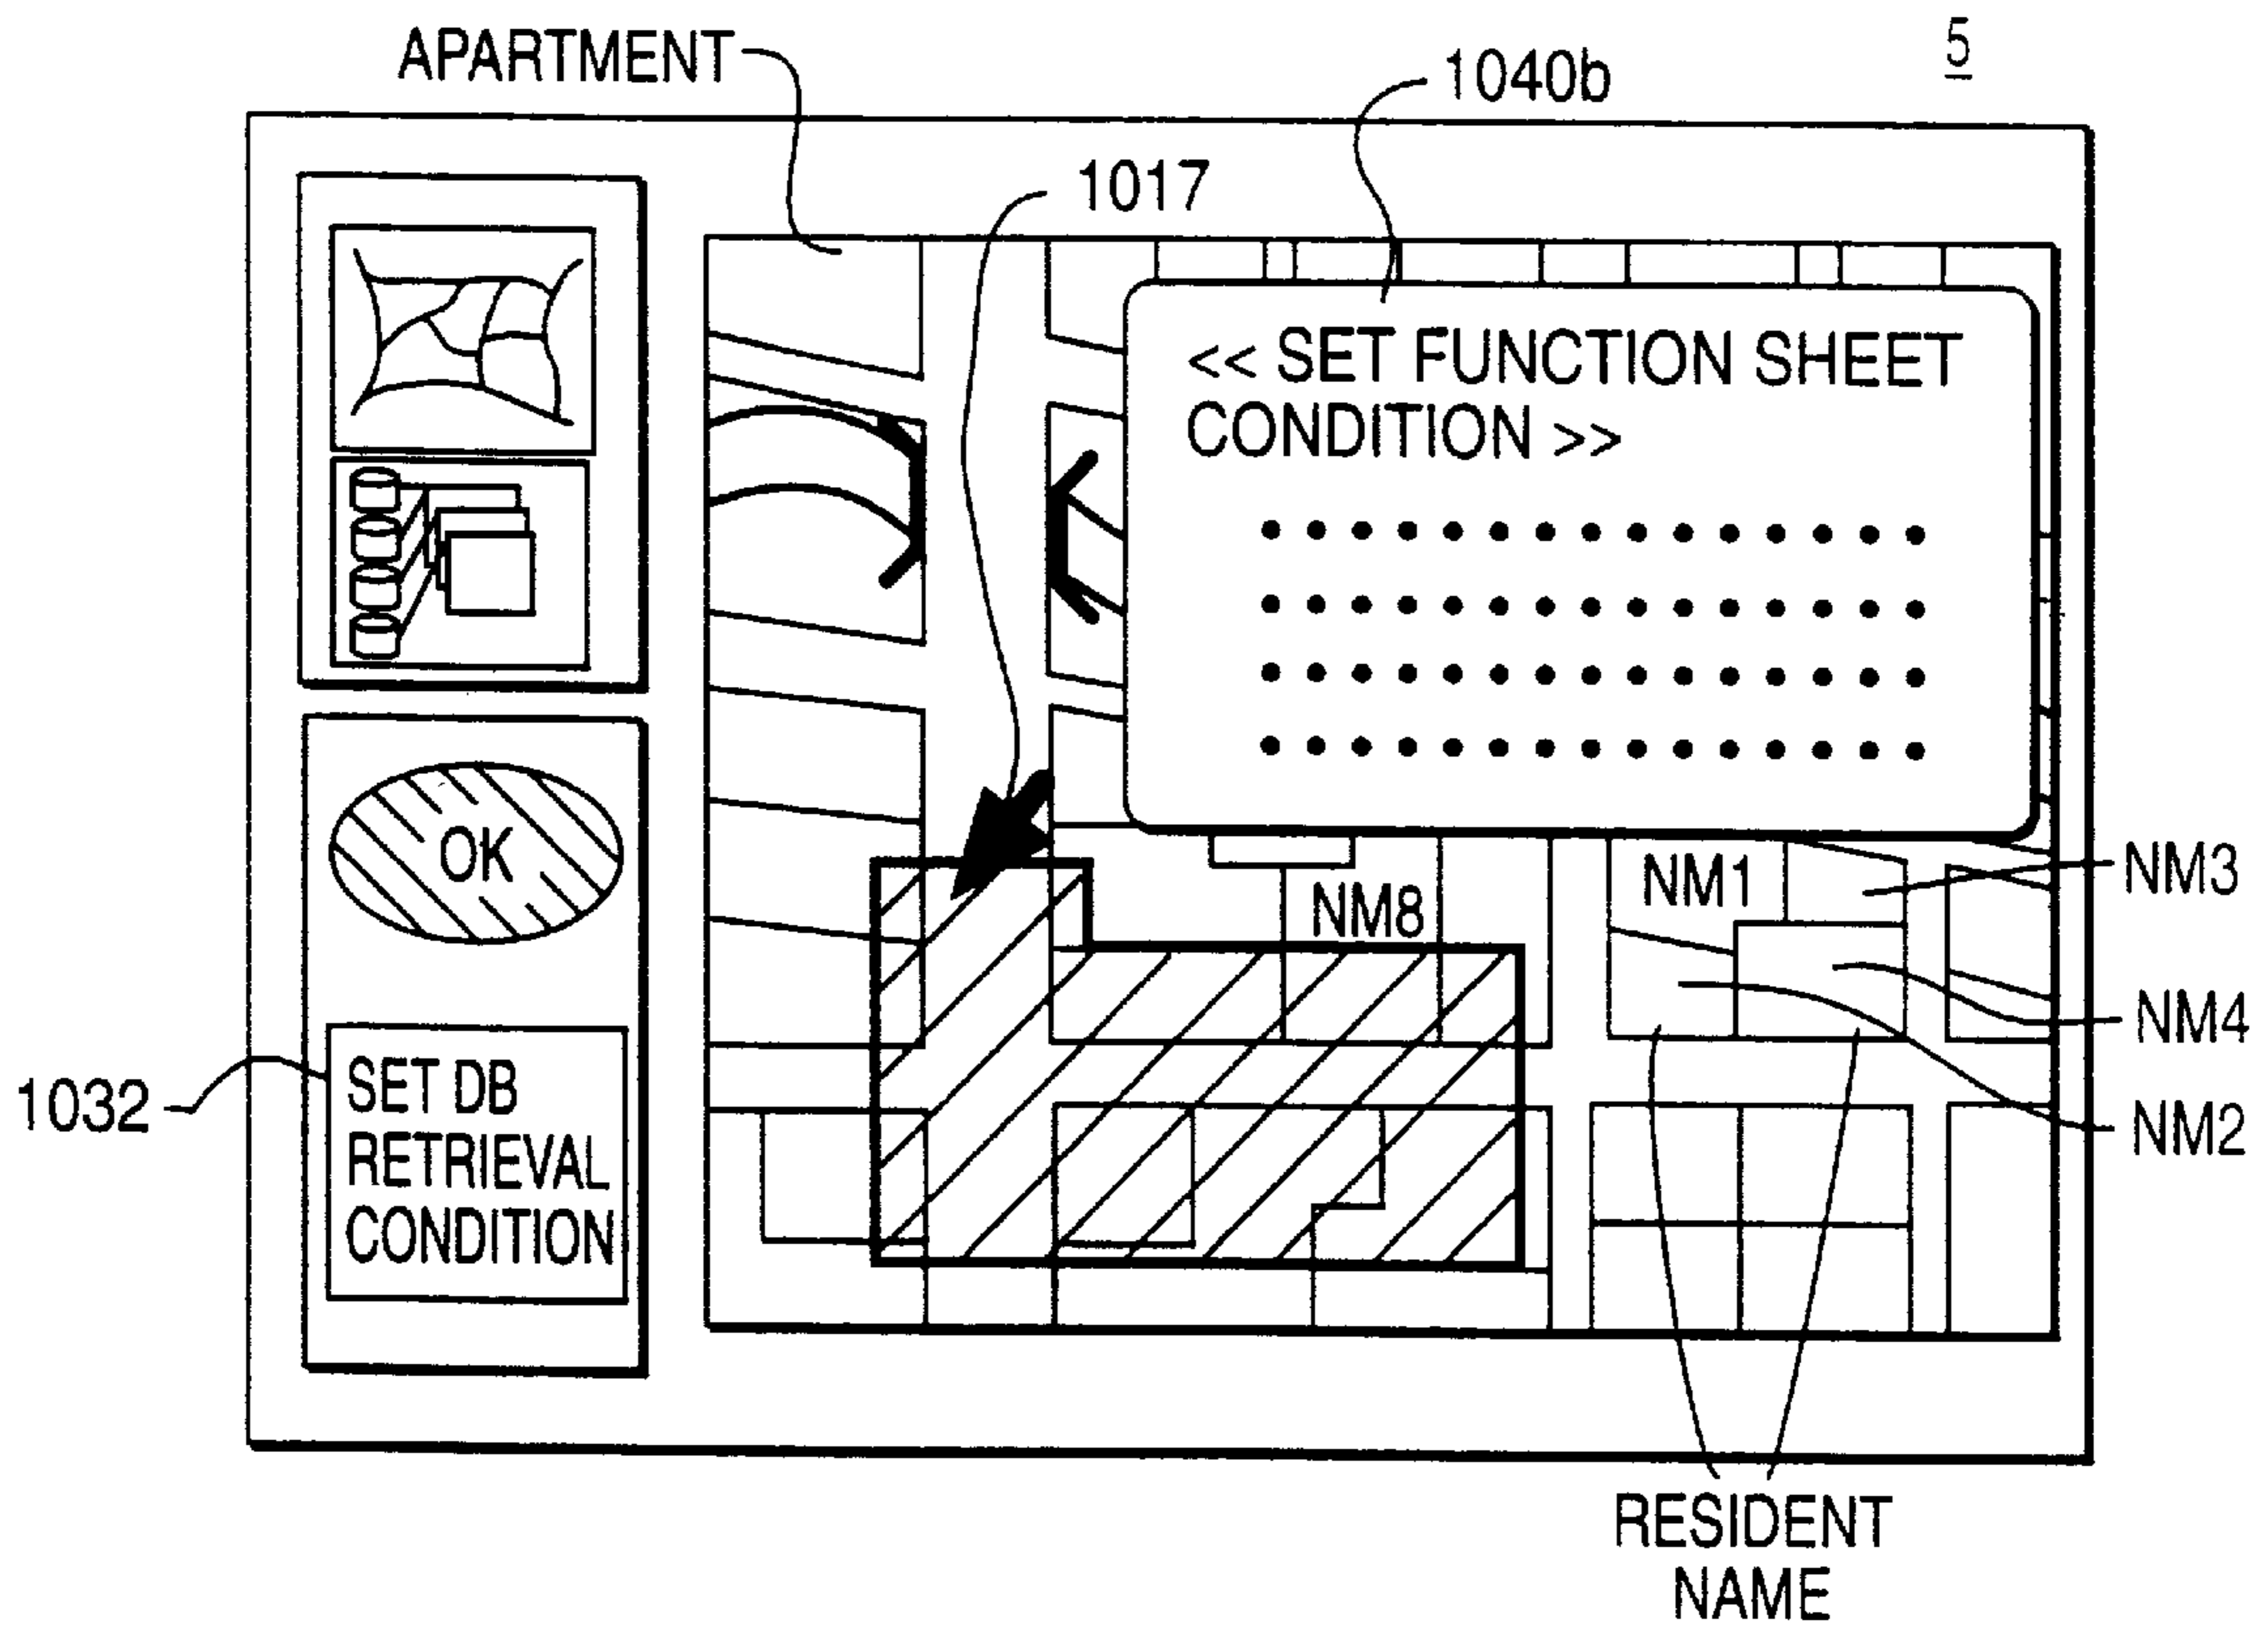 APARTMENT
1040b
5
1017
<< SET FUNCTION SHEET
CONDITION >>
OK
NM1
NM3
NM8
NM4
1032
SET DB
RETRIEVAL
CONDITION
NM2
RESIDENT
NAME